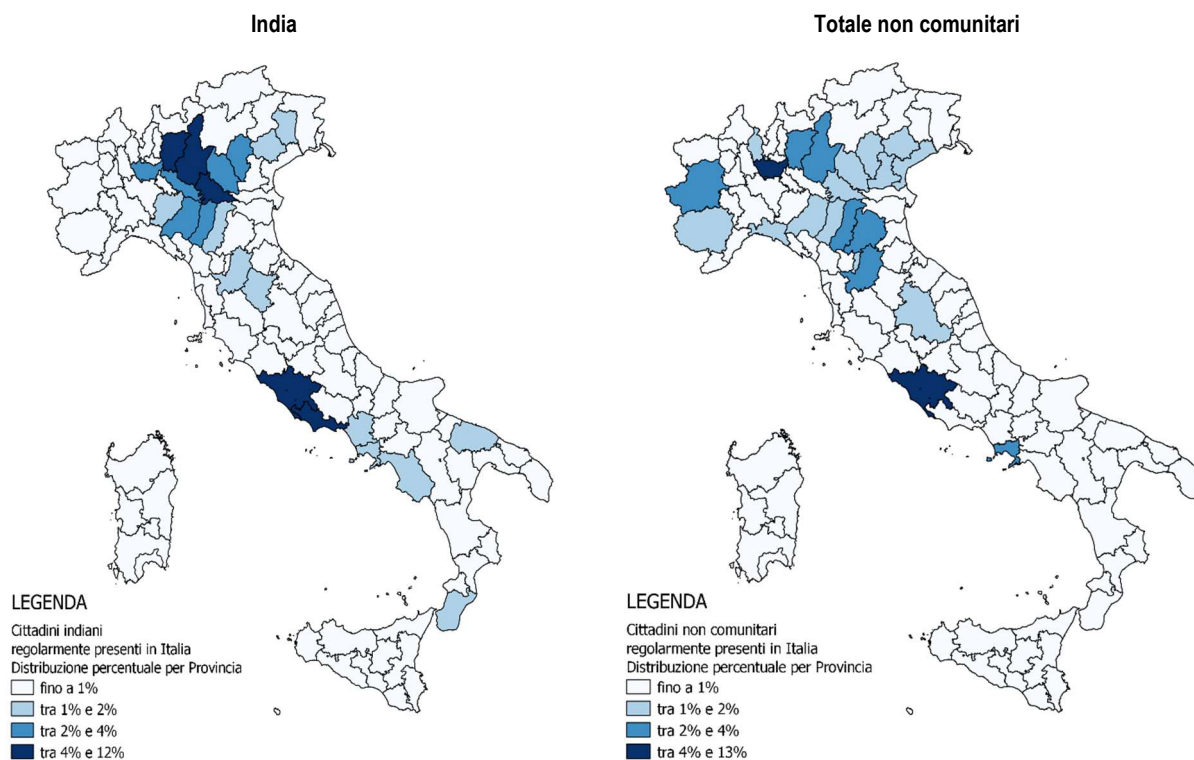 India
Totale non comunitari
LEGENDA
Cittadini indiani
regolarmente presenti in Italia
Distribuzione percentuale per Provincia
fino a 1%
tra 1% e 2%
tra 2% e 4%
tra 4% e 12%
LEGENDA
Cittadini non comunitari
regolarmente presenti in Italia
Distribuzione percentuale per Provincia
fino a 1%
tra 1% e 2%
tra 2% e 4%
tra 4% e 13%